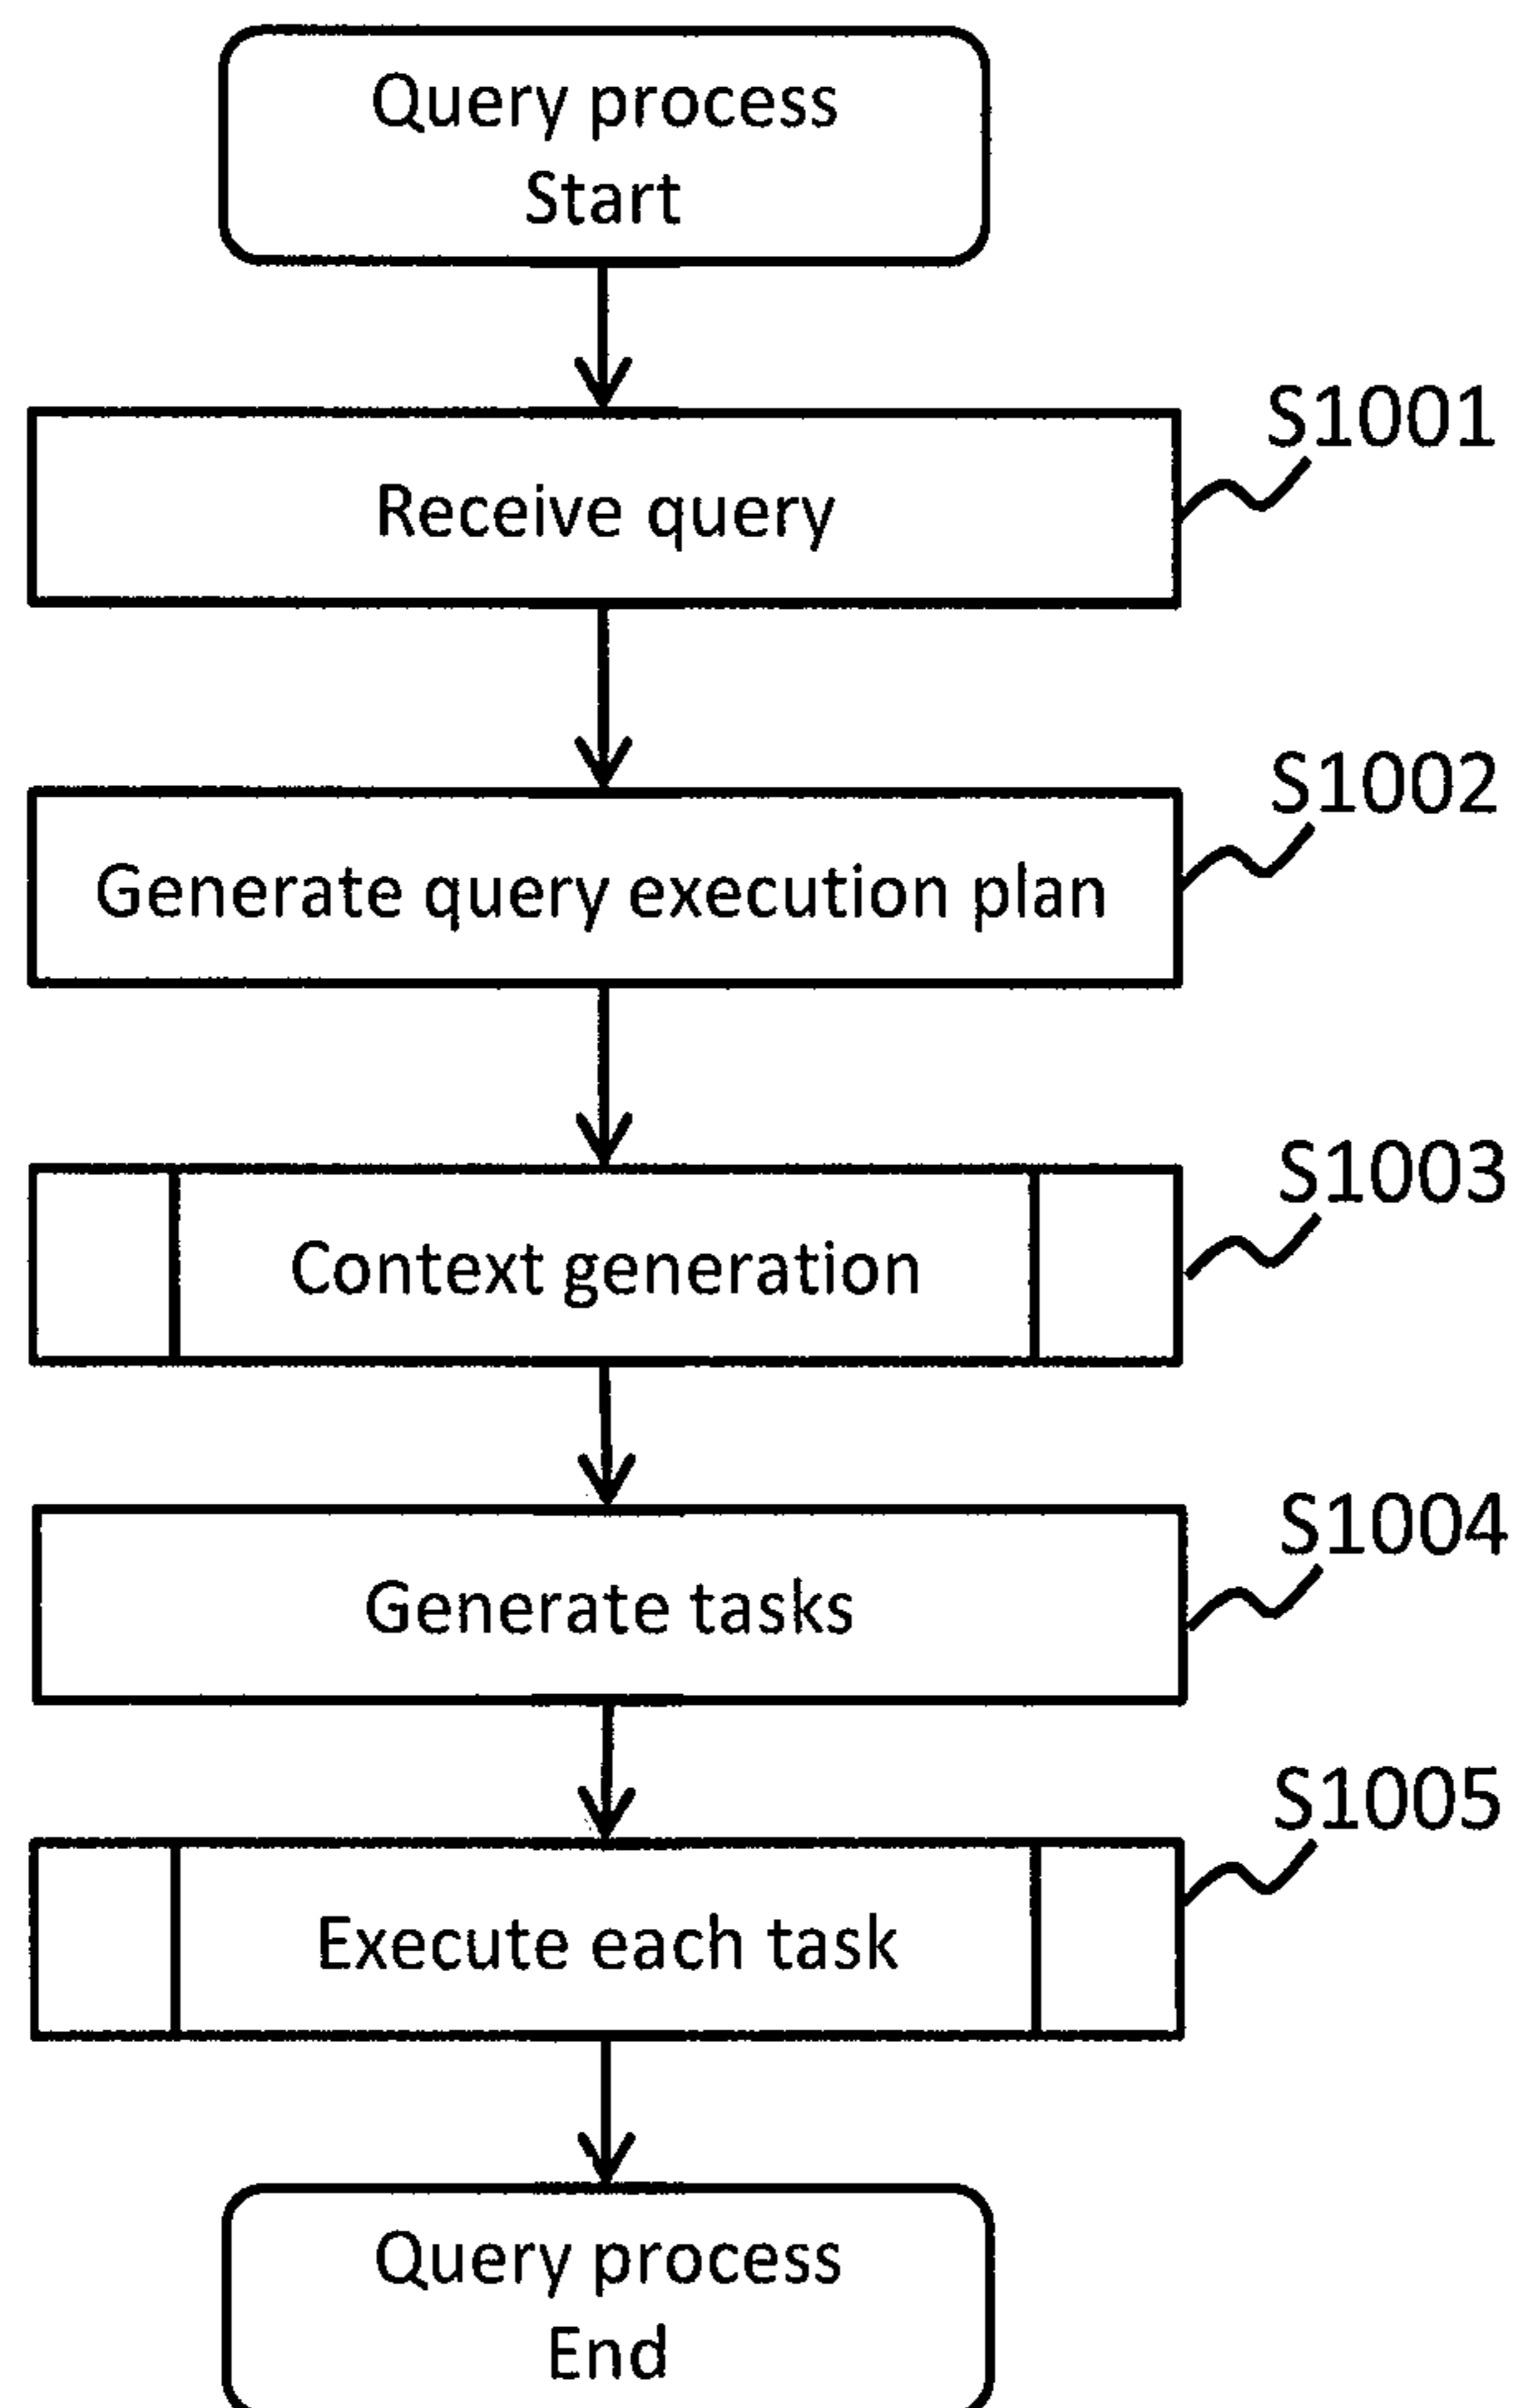 Query process
Start
S1001
Receive query
S1002
Generate query execution plan
S1003
Context generation
S1004
Generate tasks
S1005
Execute each task
Query process
End